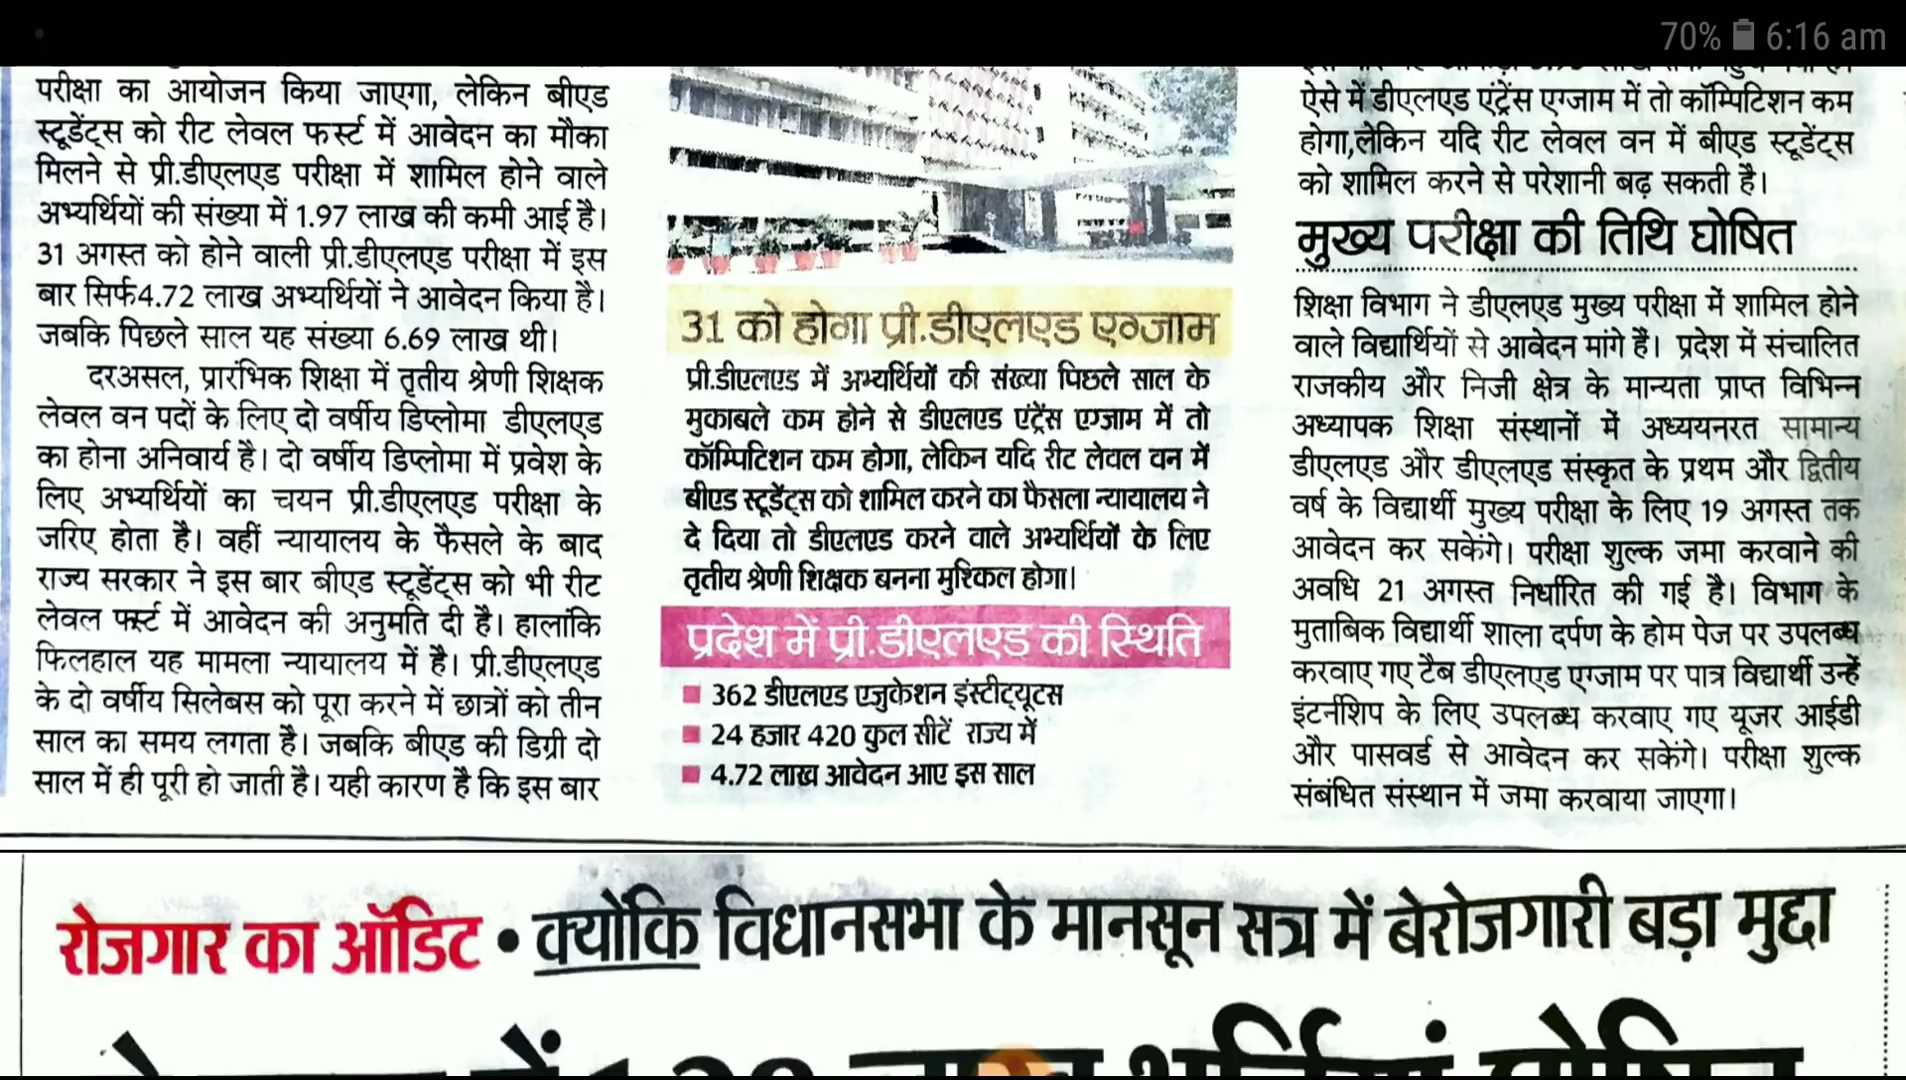 70% 6:16 am
परीक्षा का आयोजन किया जाएगा, लेकिन बीएड
स्टूडेंट्स को रीट लेवल फर्स्ट में आवेदन का मौका
मिलने से प्री.डीएलएड परीक्षा में शामिल होने वाले
अभ्यर्थियों की संख्या में 1.97 लाख की कमी आई है।
31 अगस्त को होने वाली प्री.डीएलएड परीक्षा में इस
बार सिर्फ4.72 लाख अभ्यर्थियों ने आवेदन किया है।
जबकि पिछले साल यह संख्या 6.69 लाख थी।
दरअसल, प्रारंभिक शिक्षा में तृतीय श्रेणी शिक्षक
लेवल वन पदों के लिए दो वर्षीय डिप्लोमा डीएलएड
का होना अनिवार्य है। दो वर्षीय डिप्लोमा में प्रवेश के
लिए अभ्यर्थियों का चयन प्री.डीएलएड परीक्षा के
जरिए होता है। वहीं न्यायालय के फैसले के बाद
राज्य सरकार ने इस बार बीएड स्टूडेंट्स को भी रीट
लेवल फर्स्ट में आवेदन की अनुमति दी है। हालांकि
फिलहाल यह मामला न्यायालय में है। प्री.डीएलएड
के दो वर्षीय सिलेबस को पूरा करने में छात्रों को तीन
साल का समय लगता है। जबकि बीएड की डिग्री दो
साल में ही पूरी हो जाती है। यही कारण है कि इस बार
31 को होगा प्री.डीएलएड एग्जाम
प्री.डीएलएड में अभ्यर्थियों की संख्या पिछले साल के
मुकाबले कम होने से डीएलएड एंट्रेंस एग्जाम में तो
कॉम्पिटिशन कम होगा, लेकिन यदि रीट लेवल वन में
बीएड स्टूडेंट्स को शामिल करने का फैसला न्यायालय ने
दे दिया तो डीएलएड करने वाले अभ्यर्थियों के लिए
तृतीय श्रेणी शिक्षक बनना मुश्किल होगा।
प्रदेश में प्री.डीएलएड की स्थिति
362 डीएलएड एजुकेशन इंस्टीट्यूटस
24 हजार 420 कुल सीटें राज्य में
4.72 लाख आवेदन आए इस साल
ऐसे में डीएलएड एंट्रेंस एग्जाम में तो कॉम्पिटिशन कम
होगा,लेकिन यदि रीट लेवल वन में बीएड स्टूडेंट्स
को शामिल करने से परेशानी बढ़ सकती है।
मुख्य परीक्षा की तिथि घोषित
शिक्षा विभाग ने डीएलएड मुख्य परीक्षा में शामिल होने
वाले विद्यार्थियों से आवेदन मांगे हैं। प्रदेश में संचालित
राजकीय और निजी क्षेत्र के मान्यता प्राप्त विभिन्न
अध्यापक शिक्षा संस्थानों में अध्ययनरत सामान्य
डीएलएड और डीएलएड संस्कृत के प्रथम और द्वितीय
वर्ष के विद्यार्थी मुख्य परीक्षा के लिए 19 अगस्त तक
आवेदन कर सकेंगे। परीक्षा शुल्क जमा करवाने की
अवधि 21 अगस्त निर्धारित की गई है। विभाग के
मुताबिक विद्यार्थी शाला दर्पण के होम पेज पर उपलब्ध
करवाए गए टैब डीएलएड एग्जाम पर पात्र विद्यार्थी उन्हें
इंटर्नशिप के लिए उपलब्ध करवाए गए यूजर आईडी
और पासवर्ड से आवेदन कर सकेंगे। परीक्षा शुल्क
संबंधित संस्थान में जमा करवाया जाएगा।
रोजगार का ऑडिट • क्योंकि विधानसभा के मानसून सत्र में बेरोजगारी बड़ा मुद्दा